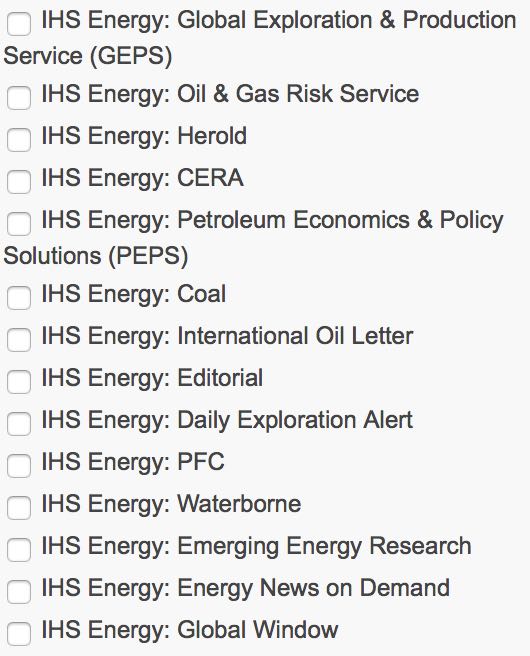 IHS Energy: Global Exploration & Production
Service (GEPS)
IHS Energy: Oil & Gas Risk Service
IHS Energy: Herold
IHS Energy: CERA
IHS Energy: Petroleum Economics & Policy
Solutions (PEPS)
IHS Energy: Coal
IHS Energy: International Oil Letter
IHS Energy: Editorial
IHS Energy: Daily Exploration Alert
IHS Energy: PFC
IHS Energy: Waterborne
IHS Energy: Emerging Energy Research
IHS Energy: Energy News on Demand
IHS Energy: Global Window